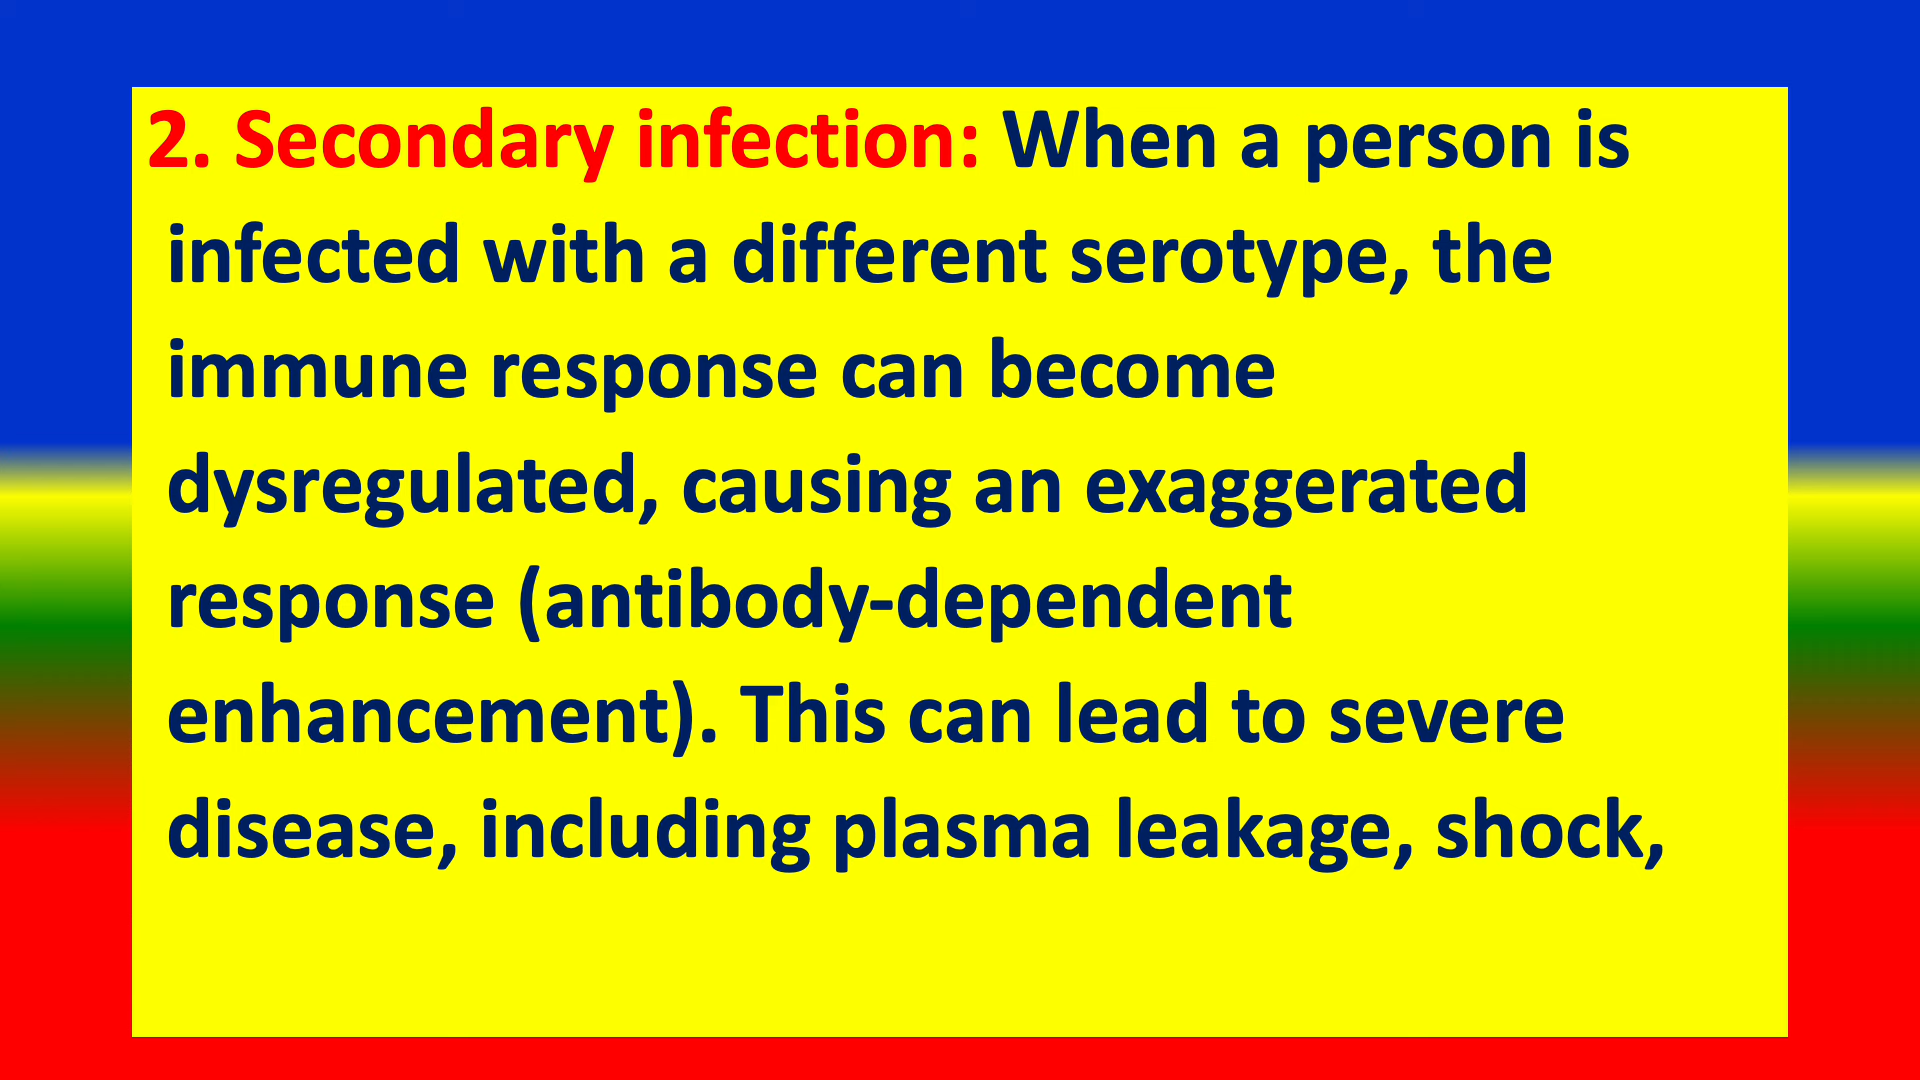 2. Secondary infection: When a person is
infected with a different serotype, the
immune response can become
dysregulated, causing an exaggerated
response (antibody-dependent
enhancement). This can lead to severe
disease, including plasma leakage, shock,